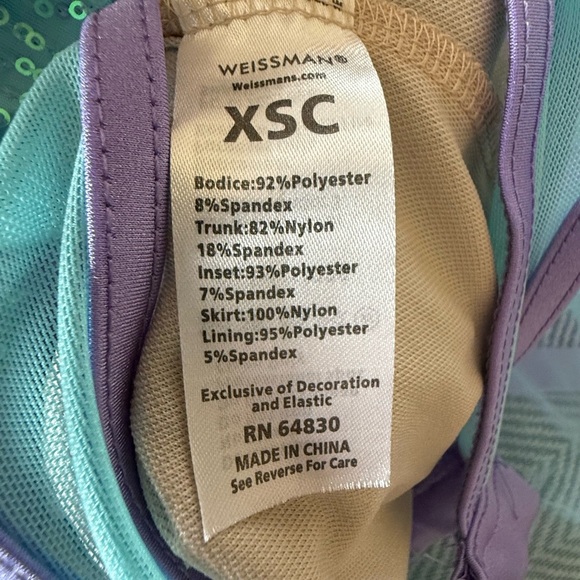 WEISSMAN®
Weissmans.com
XSC
Bodice:92%Polyester
8%Spandex
Trunk:82%Nylon
18%Spandex
Inset:93%Polyester
7%Spandex
Skirt:100%Nylon
Lining:95%Polyester
5%Spandex
Exclusive of Decoration
and Elastic
RN 64830
MADE IN CHINA
See Reverse For Care